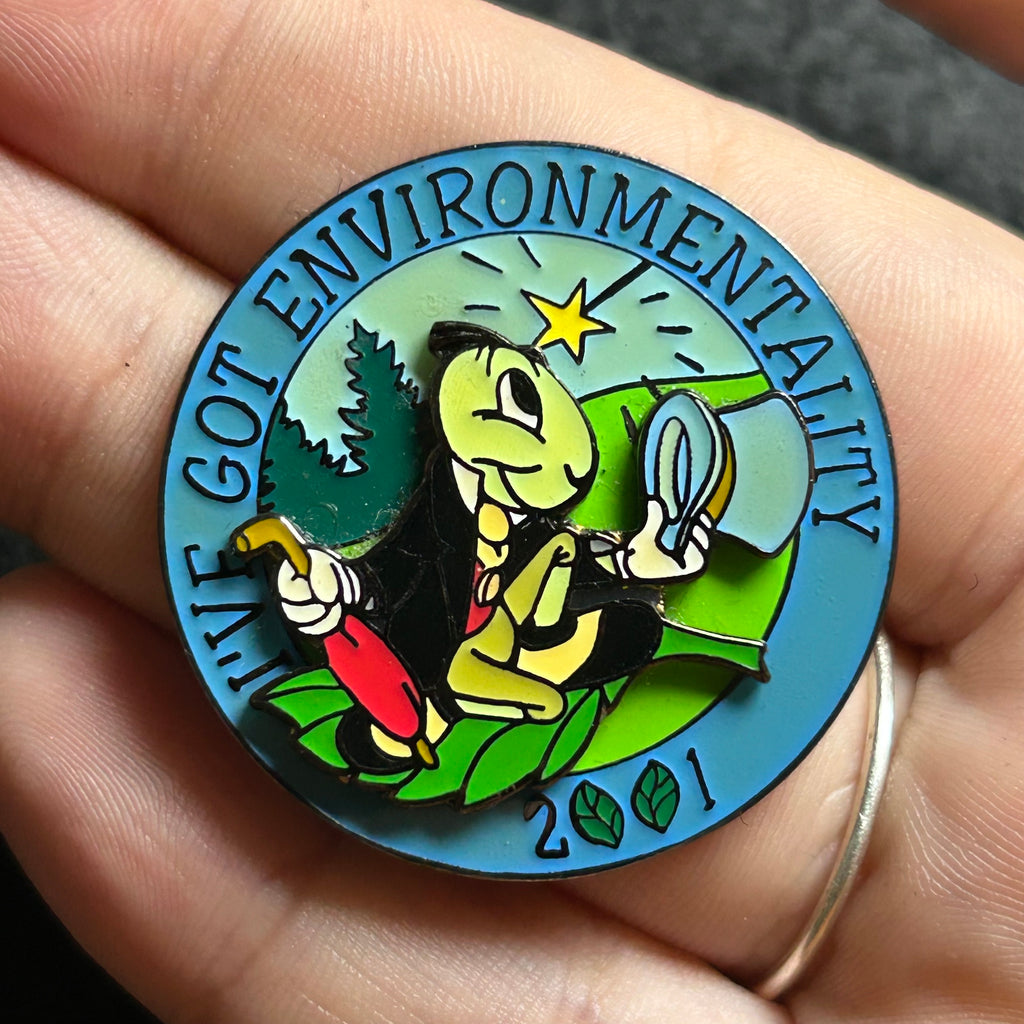 I'VE GOT ENVIRONMENTALITY
2001